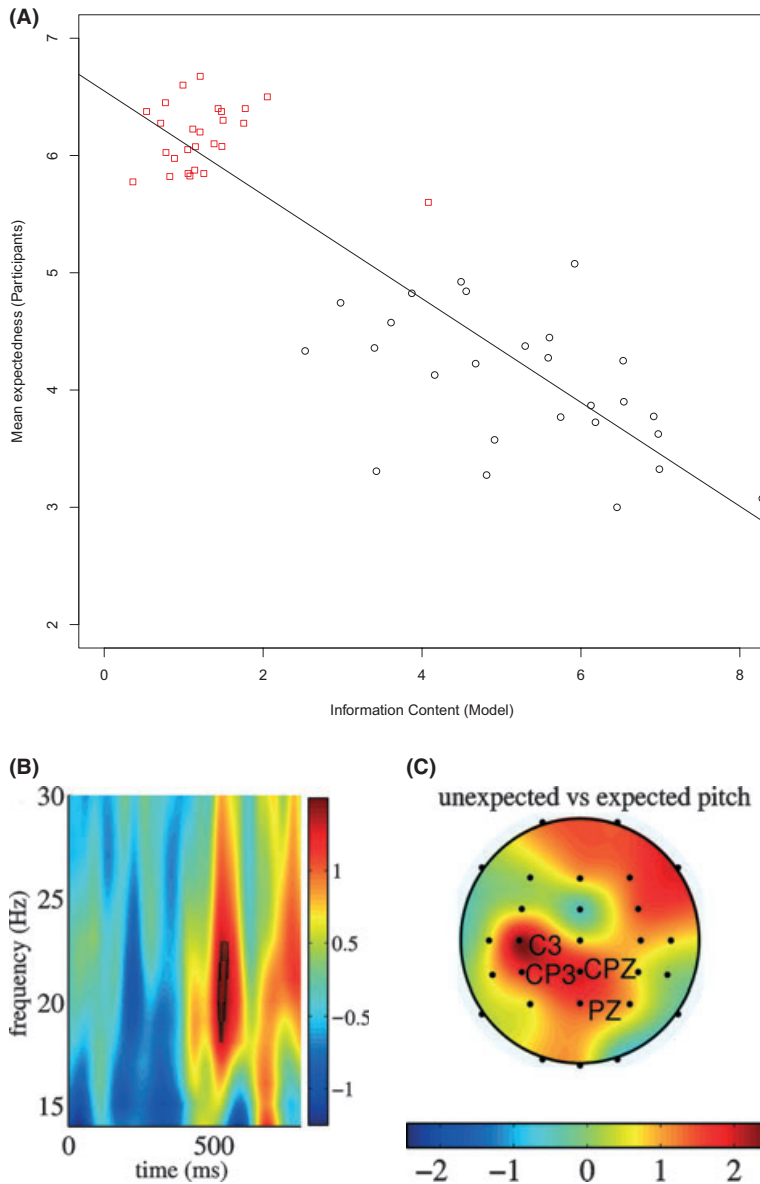 (A)
7
6
5
4
3
2
Mean expectedness (Participants)
0 2 4 6 8
Information Content (Model)
(B)
30
25
20
15
frequency (Hz)
0 500
time (ms)
1
0.5
−0.5
−1
(C)
unexpected vs expected pitch
C3
CP3 CPZ
PZ
−2 −1 0 1 2